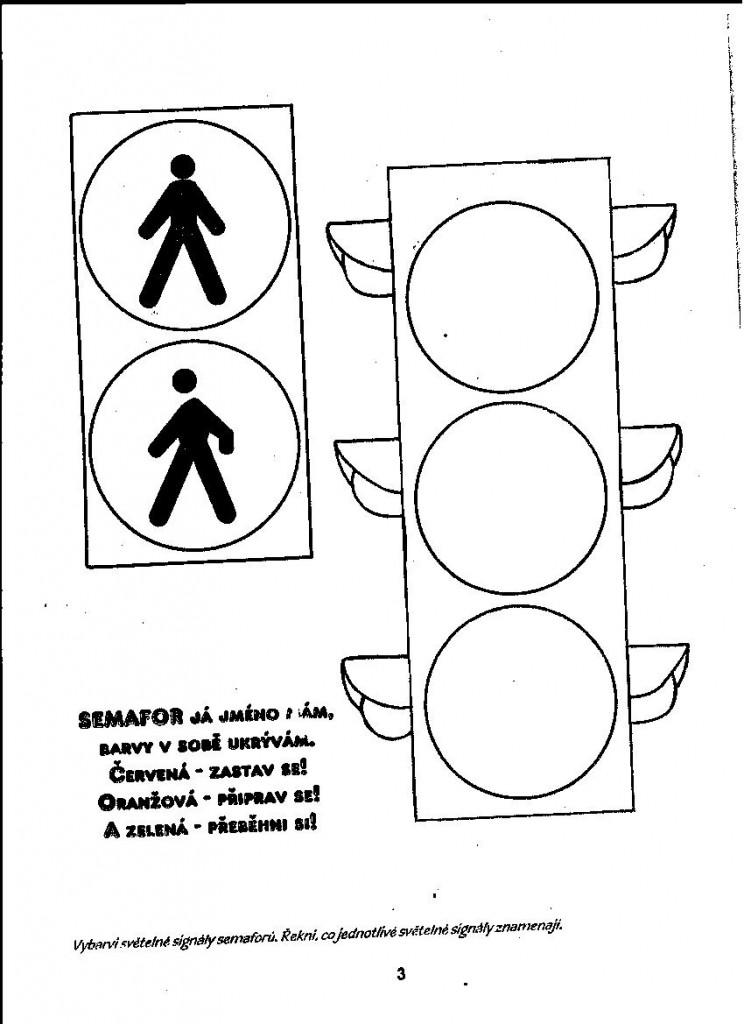 SEMAFOR JÁ JMÉNO MÁM,
BARVY V SOBĚ UKRÝVÁM.
ČERVENÁ - ZASTAV SE!
ORANŽOVÁ - PŘIPRAV SE!
A ZELENÁ - PŘEBĚHNI SI!
Vybarvi světelné signály semaforů. Řekni, co jednotlivé světelné signály znamenají.
3